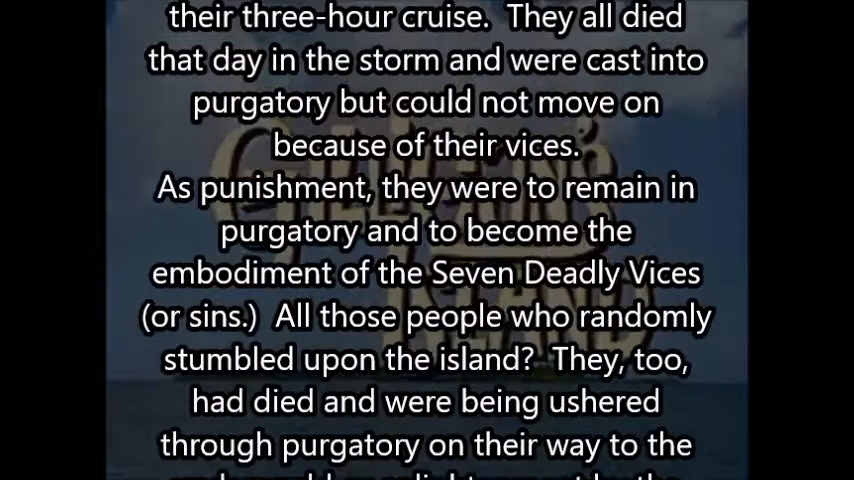 their three-hour cruise.  They all died
that day in the storm and were cast into
purgatory but could not move on
because of their vices.
As punishment, they were to remain in
purgatory and to become the
embodiment of the Seven Deadly Vices
(or sins.)  All those people who randomly
stumbled upon the island?  They, too,
had died and were being ushered
through purgatory on their way to the
GILLIGAN'S
ISLAND